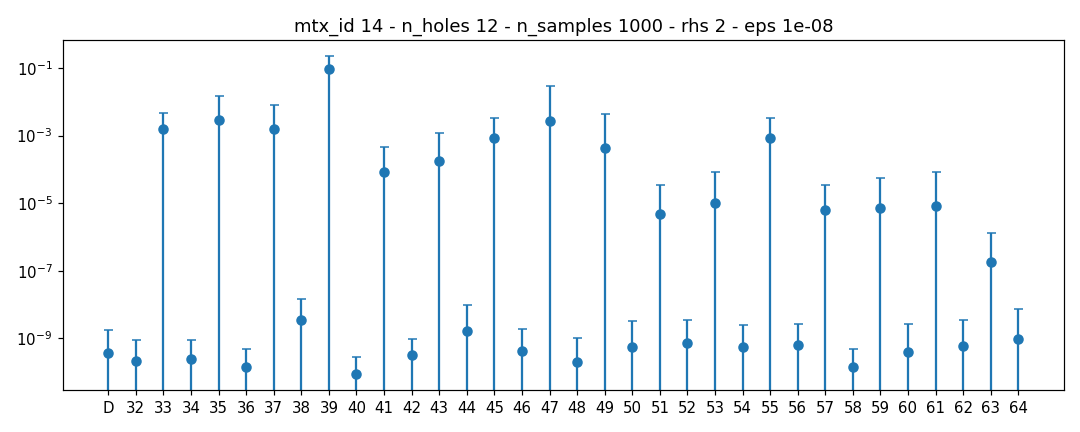 mtx_id 14 - n_holes 12 - n_samples 1000 - rhs 2 - eps 1e-08
10⁻¹
10⁻³
10⁻⁵
10⁻⁷
10⁻⁹
D 32 33 34 35 36 37 38 39 40 41 42 43 44 45 46 47 48 49 50 51 52 53 54 55 56 57 58 59 60 61 62 63 64